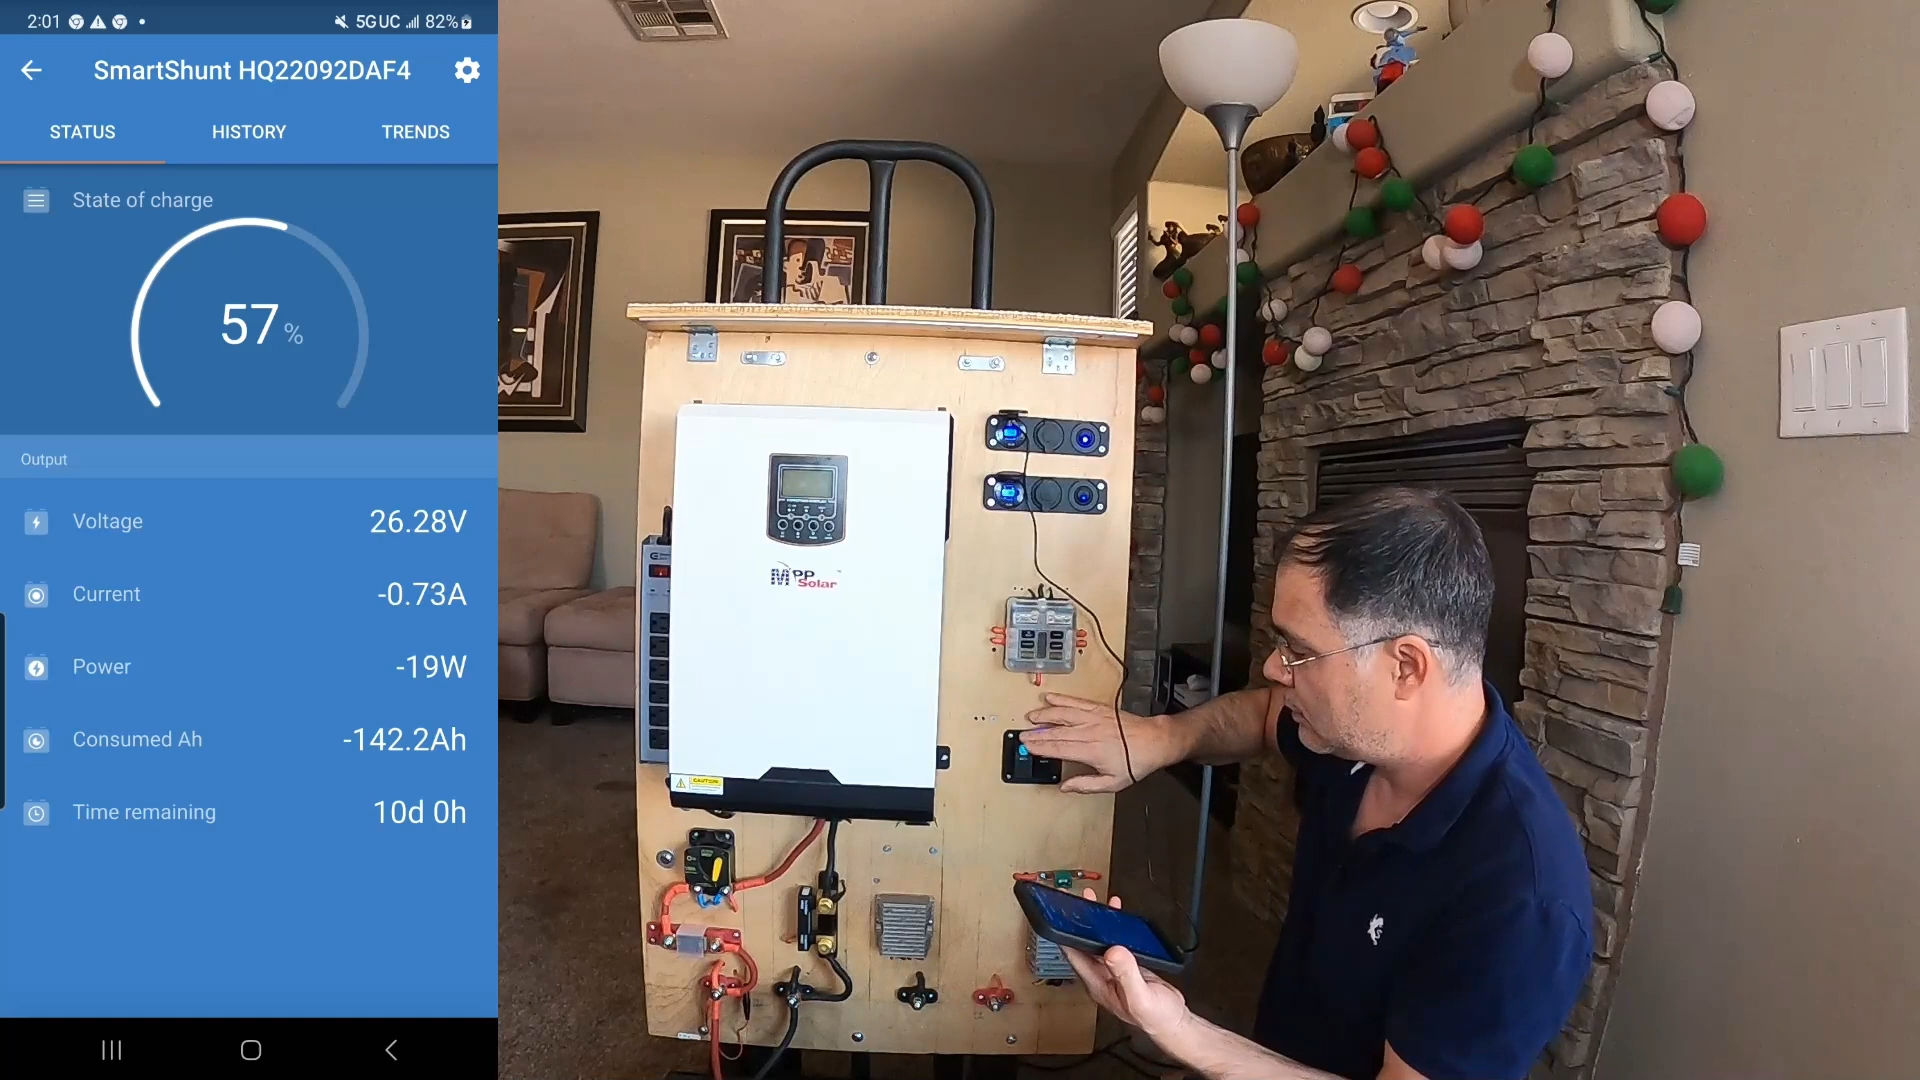 2:01
5G UC
82%
SmartShunt HQ22092DAF4
STATUS
HISTORY
TRENDS
State of charge
57 %
Output
Voltage
26.28V
Current
-0.73A
Power
-19W
Consumed Ah
-142.2Ah
Time remaining
10d 0h
MPP
Solar
CAUTION